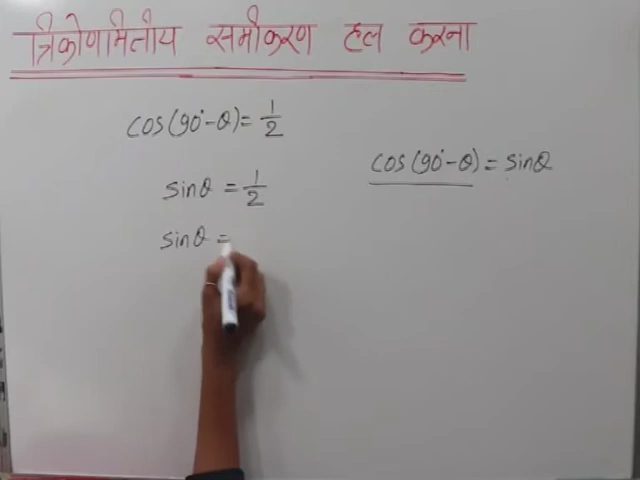 त्रिकोणमितीय समीकरण हल करना
cos(90°-θ)=1/2
cos(90°-θ) = sinθ
sinθ = 1/2
sinθ =